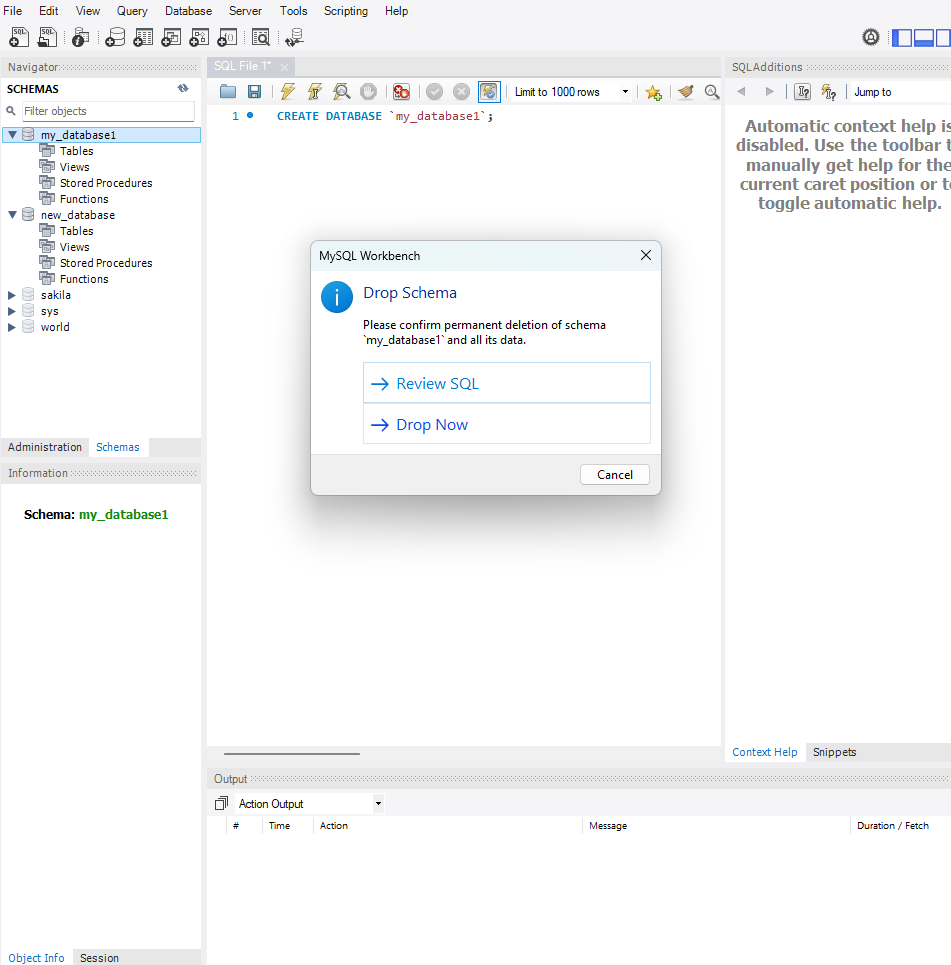 File Edit View Query Database Server Tools Scripting Help
SQL SQL
Navigator
SCHEMAS
Filter objects
my_database1
Tables
Views
Stored Procedures
Functions
new_database
Tables
Views
Stored Procedures
Functions
sakila
sys
world
Administration Schemas
Information
Schema: my_database1
Object Info Session
SQL File 1*
Limit to 1000 rows
1 CREATE DATABASE `my_database1`;
MySQL Workbench
Drop Schema
Please confirm permanent deletion of schema
`my_database1` and all its data.
Review SQL
Drop Now
Cancel
SQLAdditions
Jump to
Automatic context help is
disabled. Use the toolbar t
manually get help for the
current caret position or to
toggle automatic help.
Context Help Snippets
Output
Action Output
# Time Action Message Duration / Fetch